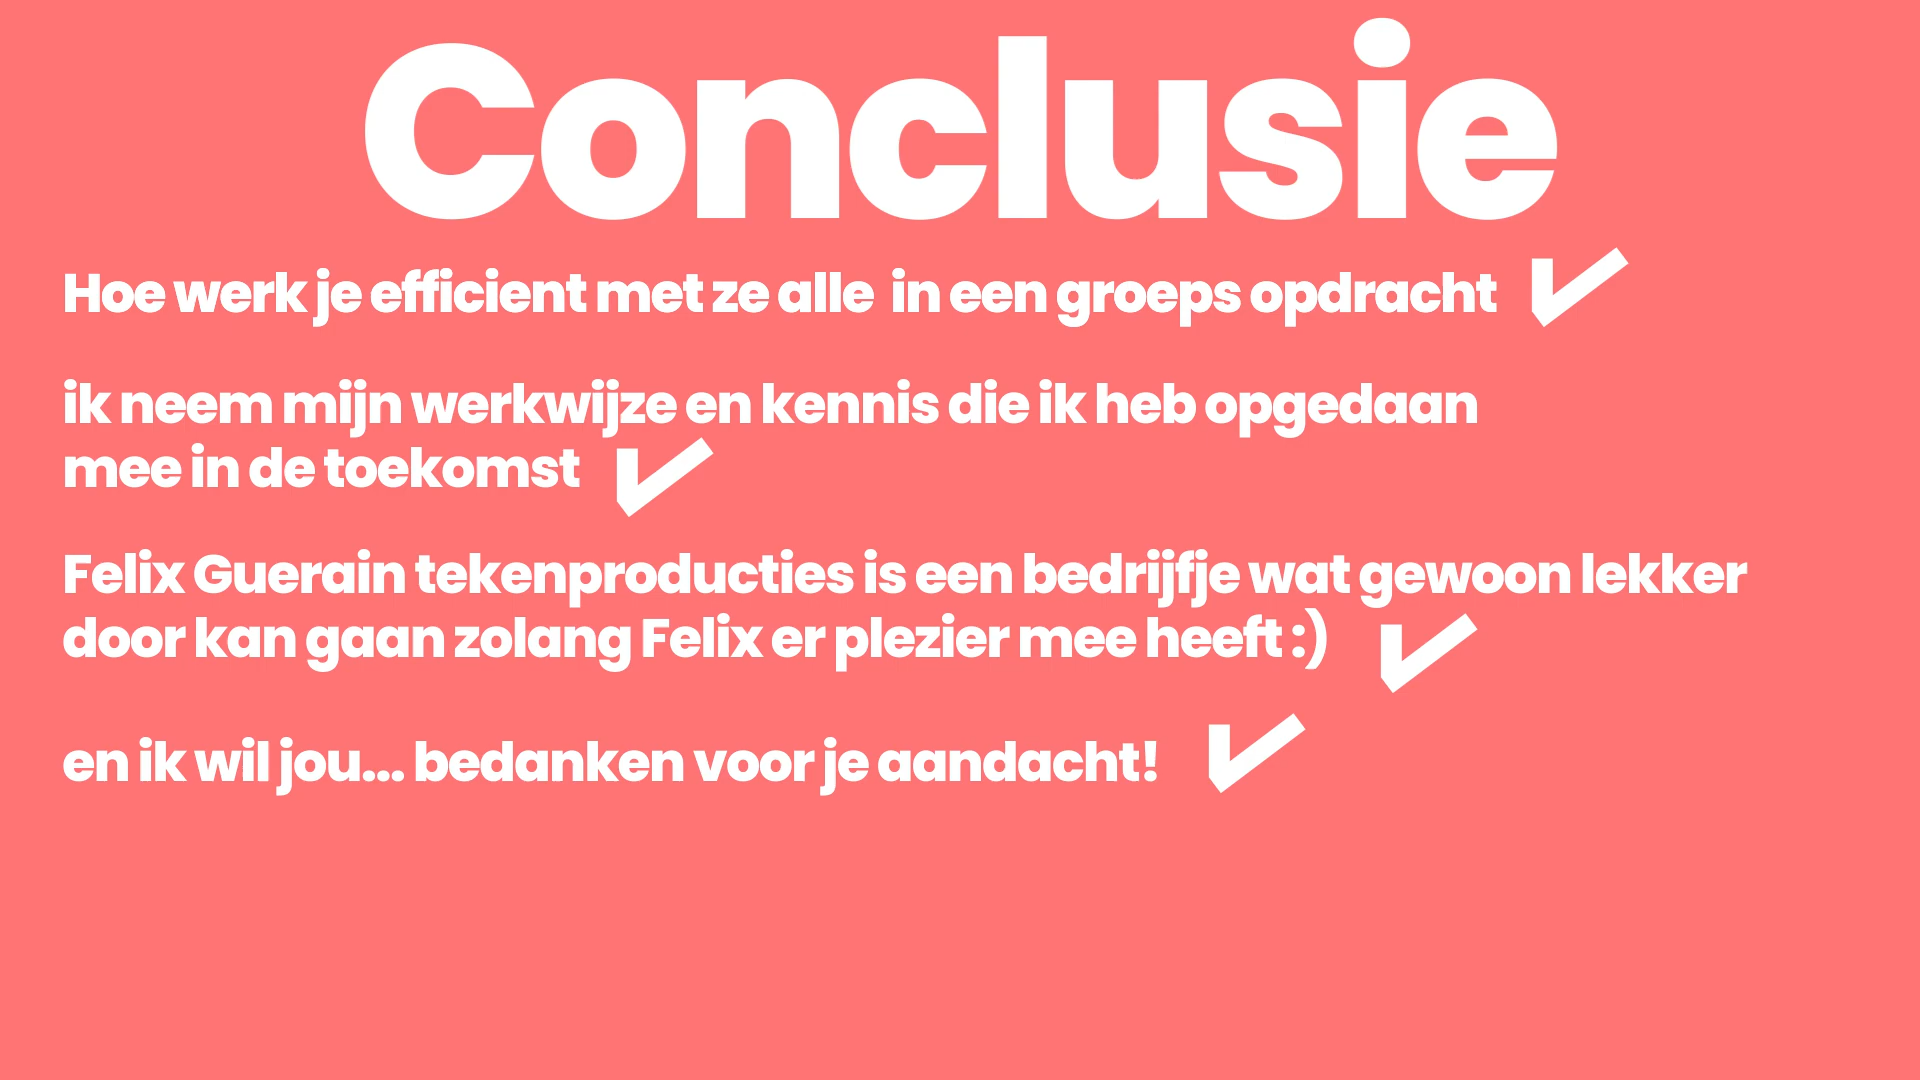 Conclusie
Hoe werk je efficient met ze alle  in een groeps opdracht ✔
ik neem mijn werkwijze en kennis die ik heb opgedaan
mee in de toekomst ✔
Felix Guerain tekenproducties is een bedrijfje wat gewoon lekker
door kan gaan zolang Felix er plezier mee heeft :) ✔
en ik wil jou... bedanken voor je aandacht! ✔